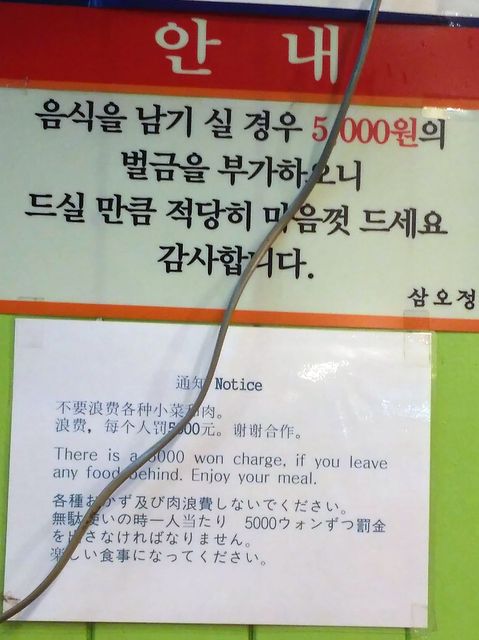 안 내
음식을 남기 실 경우 5,000원의
벌금을 부가하오니
드실 만큼 적당히 마음껏 드세요
감사합니다.
삼오정
通知 Notice
不要浪费各种小菜和肉。
浪费，每个人罚5000元。谢谢合作。
There is a 5000 won charge, if you leave
any food behind. Enjoy your meal.
各種おかず及び肉浪費しないでください。
無駄使いの時一人当たり 5000ウォンずつ罰金
を出さなければなりません。
楽しい食事になってください。